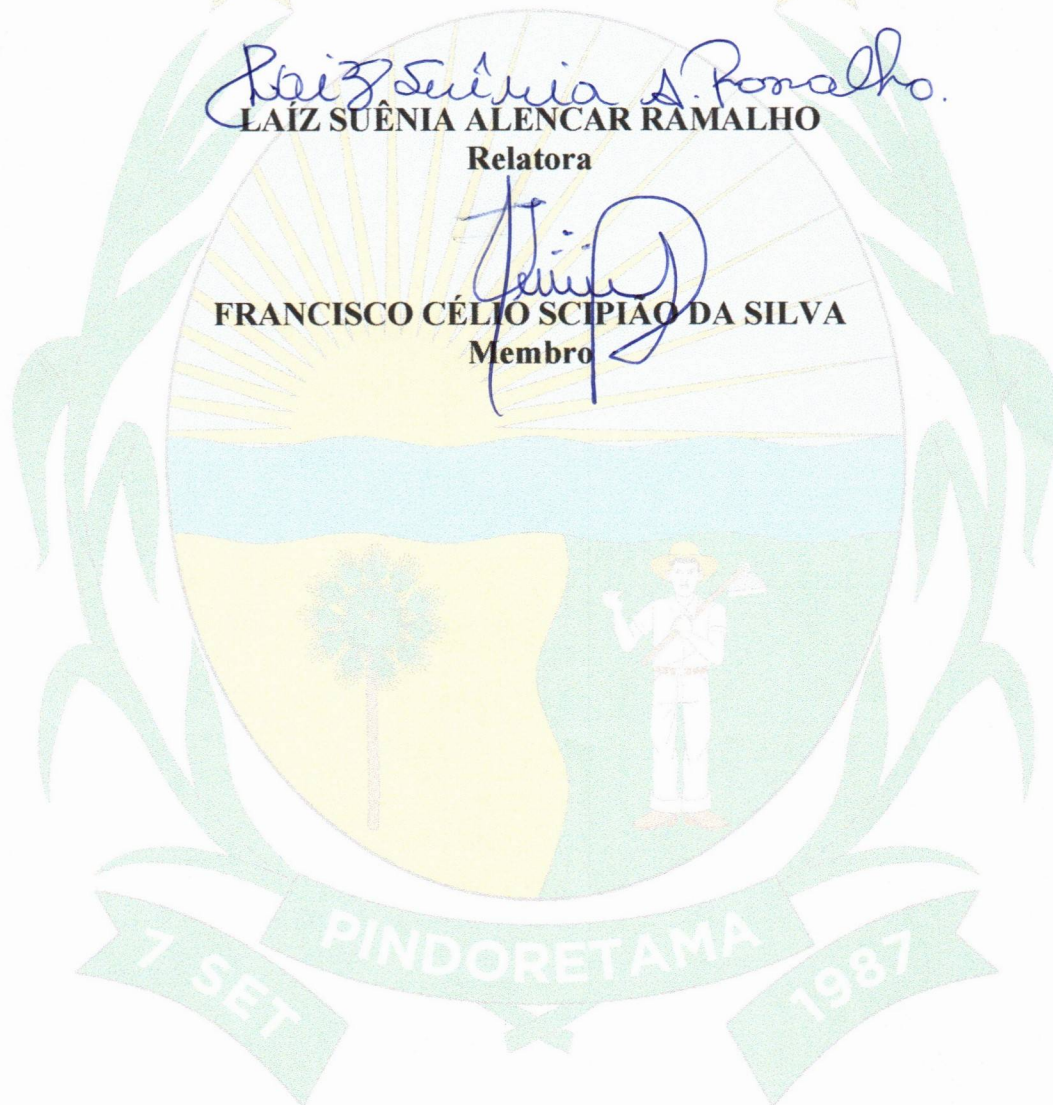 Laiz Suênia A. Ramalho.
LAÍZ SUÊNIA ALENCAR RAMALHO
Relatora
FRANCISCO CÉLIO SCIPIÃO DA SILVA
Membro
PINDORETAMA
7 SET
1987